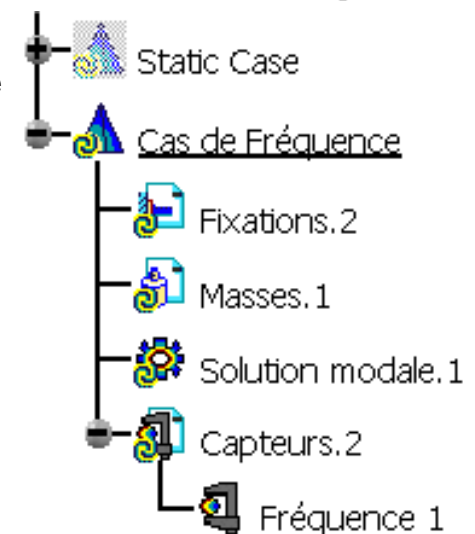 Static Case
Cas de Fréquence
Fixations.2
Masses.1
Solution modale.1
Capteurs.2
Fréquence 1